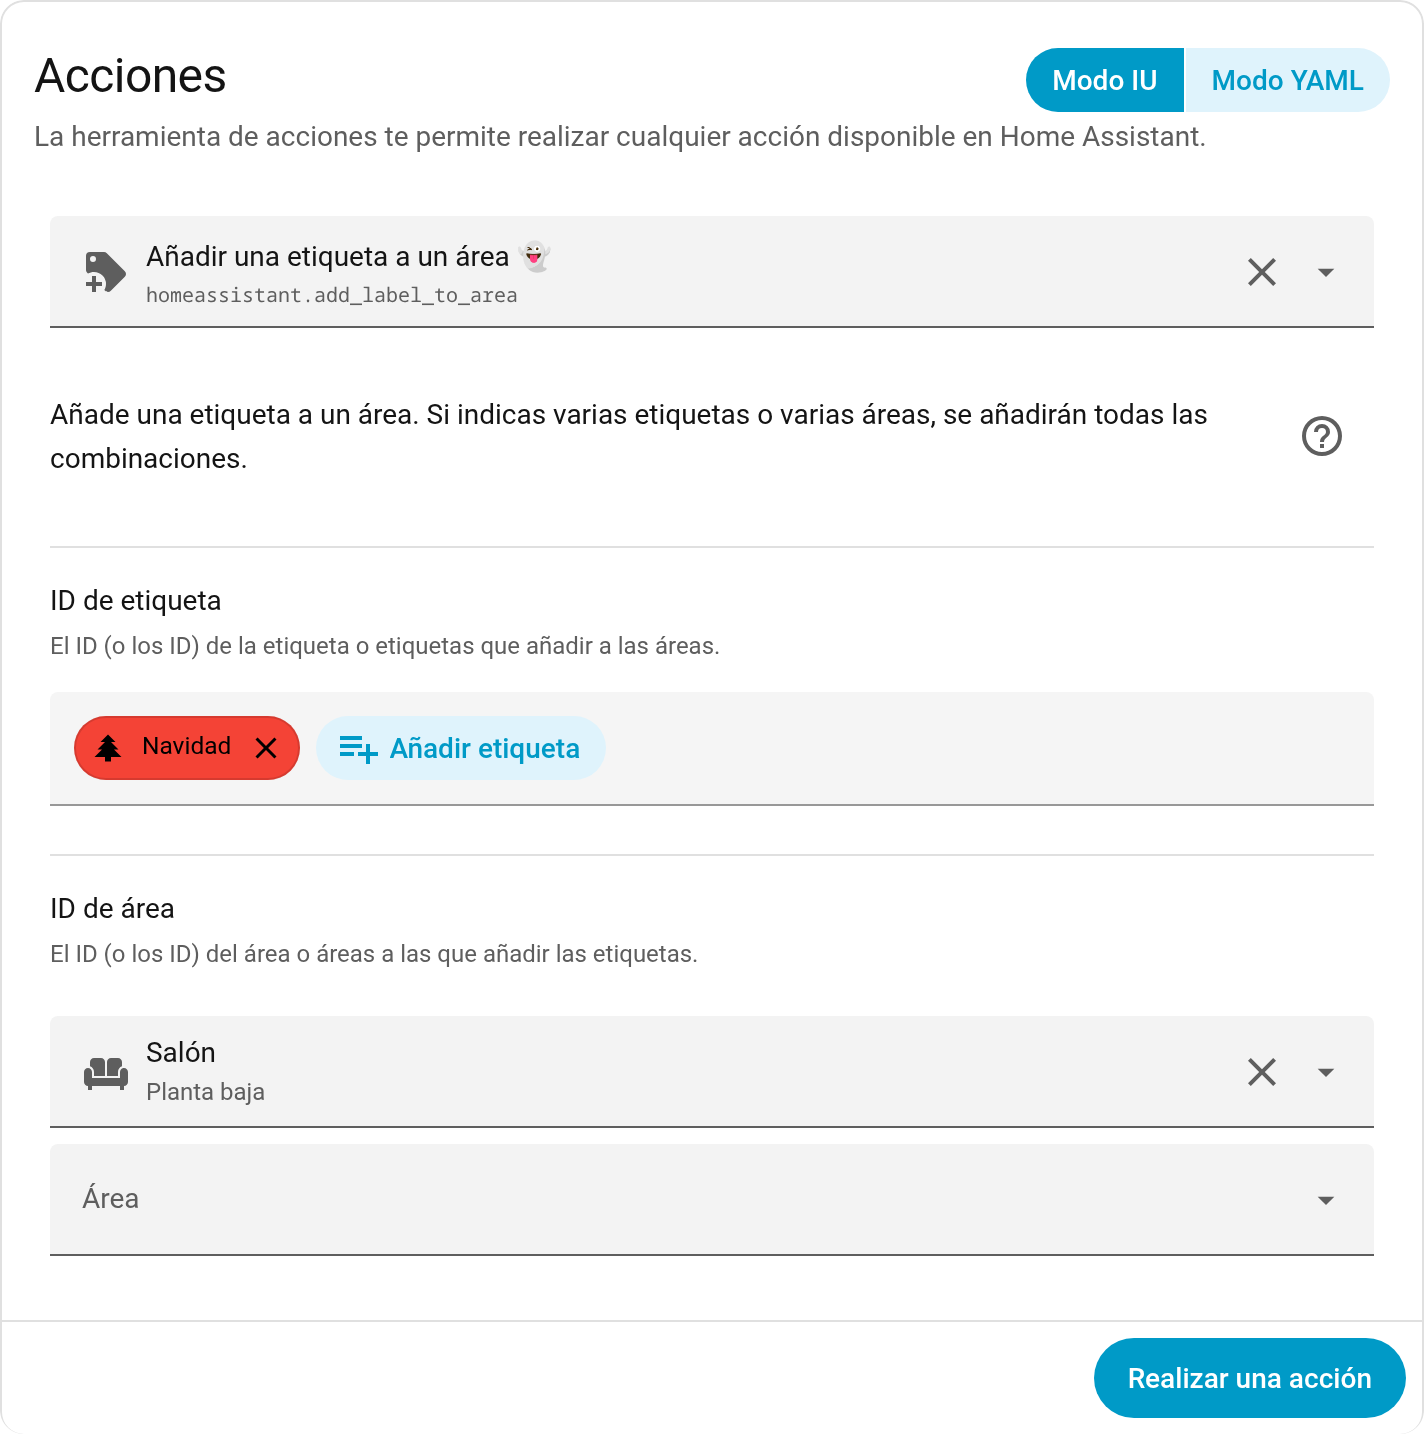 Acciones
Modo IU
Modo YAML
La herramienta de acciones te permite realizar cualquier acción disponible en Home Assistant.
Añadir una etiqueta a un área 👻
homeassistant.add_label_to_area
Añade una etiqueta a un área. Si indicas varias etiquetas o varias áreas, se añadirán todas las
combinaciones.
ID de etiqueta
El ID (o los ID) de la etiqueta o etiquetas que añadir a las áreas.
Navidad
Añadir etiqueta
ID de área
El ID (o los ID) del área o áreas a las que añadir las etiquetas.
Salón
Planta baja
Área
Realizar una acción